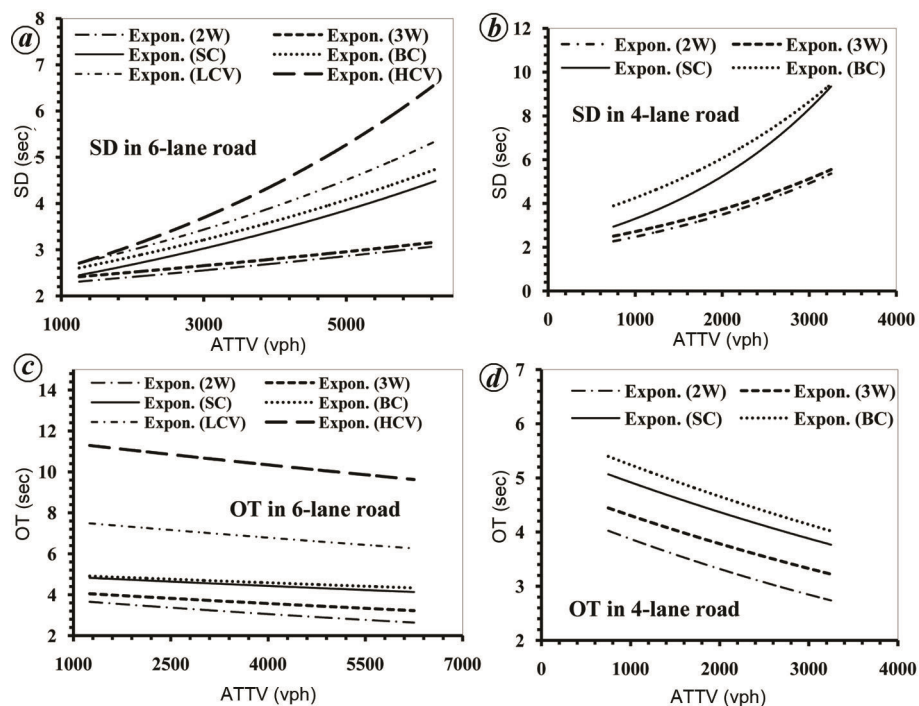 a
8
7
6
5
4
3
2
SD (sec)
Expon. (2W) Expon. (3W)
Expon. (SC) Expon. (BC)
Expon. (LCV) Expon. (HCV)
SD in 6-lane road
1000 3000 5000
ATTV (vph)
b
12
10
8
6
4
2
0
SD (sec)
Expon. (2W) Expon. (3W)
Expon. (SC) Expon. (BC)
SD in 4-lane road
0 1000 2000 3000 4000
ATTV (vph)
c
14
12
10
8
6
4
2
OT (sec)
Expon. (2W) Expon. (3W)
Expon. (SC) Expon. (BC)
Expon. (LCV) Expon. (HCV)
OT in 6-lane road
1000 2500 4000 5500 7000
ATTV (vph)
d
7
6
5
4
3
2
OT (sec)
Expon. (2W) Expon. (3W)
Expon. (SC) Expon. (BC)
OT in 4-lane road
0 1000 2000 3000 4000
ATTV (vph)